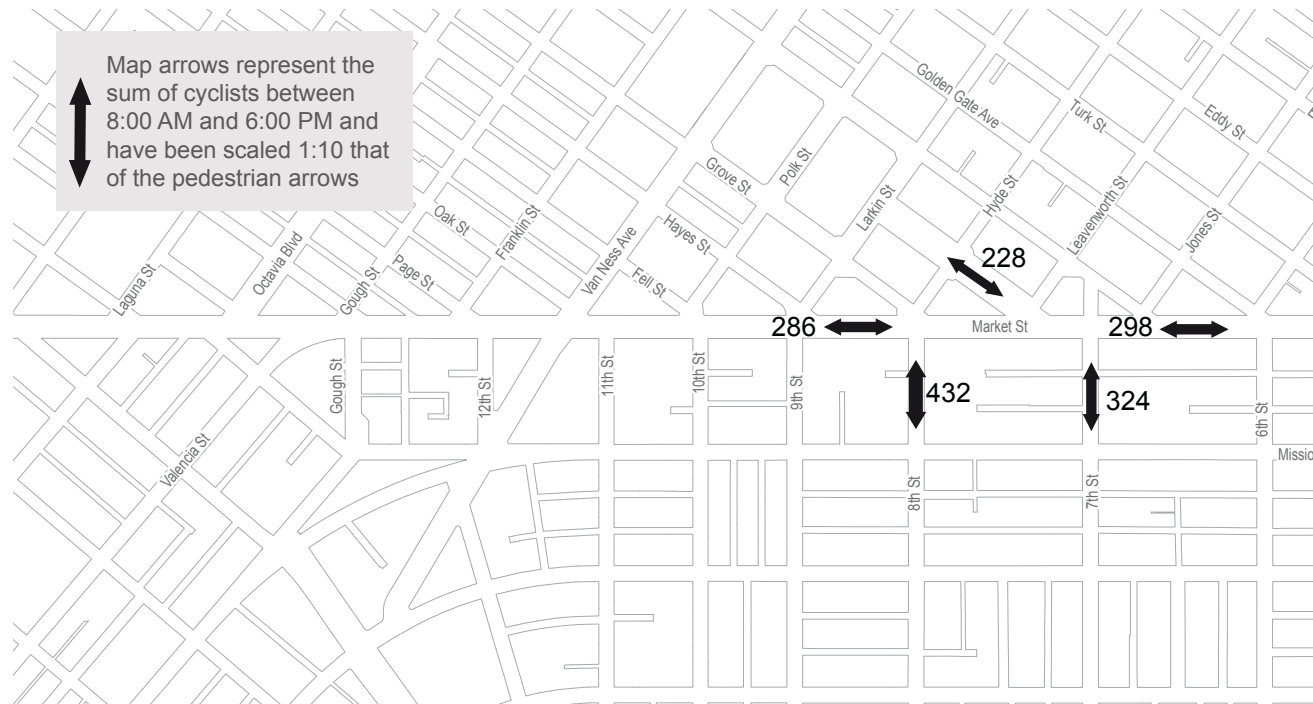 Map arrows represent the
sum of cyclists between
8:00 AM and 6:00 PM and
have been scaled 1:10 that
of the pedestrian arrows
Golden Gate Ave
Turk St
Eddy St
Grove St
Polk St
Larkin St
Hyde St
Leavenworth St
Jones St
Oak St
Franklin St
Hayes St
Van Ness Ave
Fell St
Page St
Octavia Blvd
Gough St
Laguna St
228
286
Market St
298
Gough St
12th St
11th St
10th St
9th St
432
324
6th St
Valencia St
8th St
7th St
Missio